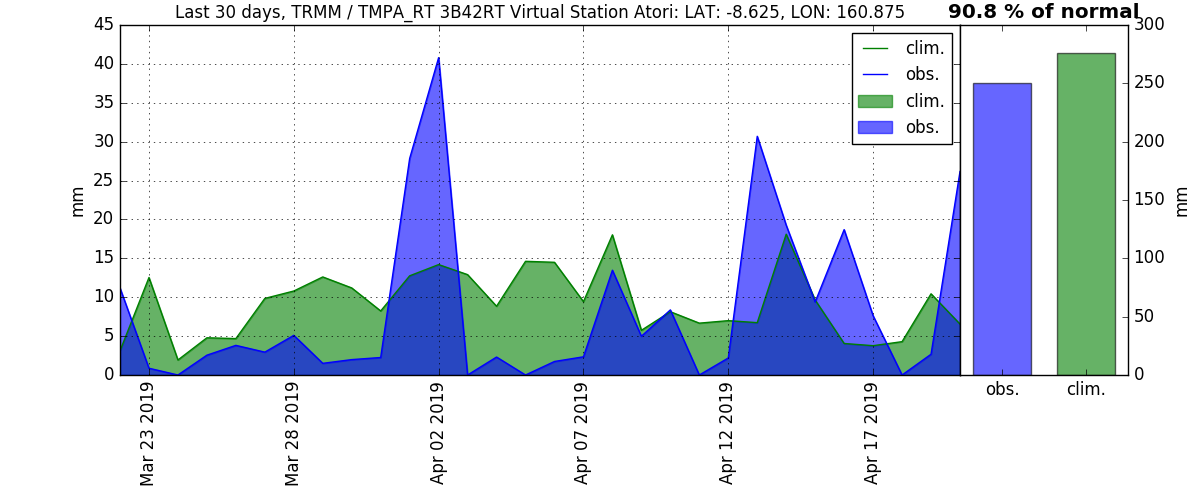 Last 30 days, TRMM / TMPA_RT 3B42RT Virtual Station Atori: LAT: -8.625, LON: 160.875
90.8 % of normal
45
40
35
30
25
20
15
10
5
0
mm
clim.
obs.
clim.
obs.
300
250
200
150
100
50
0
mm
obs.
clim.
Mar 23 2019
Mar 28 2019
Apr 02 2019
Apr 07 2019
Apr 12 2019
Apr 17 2019